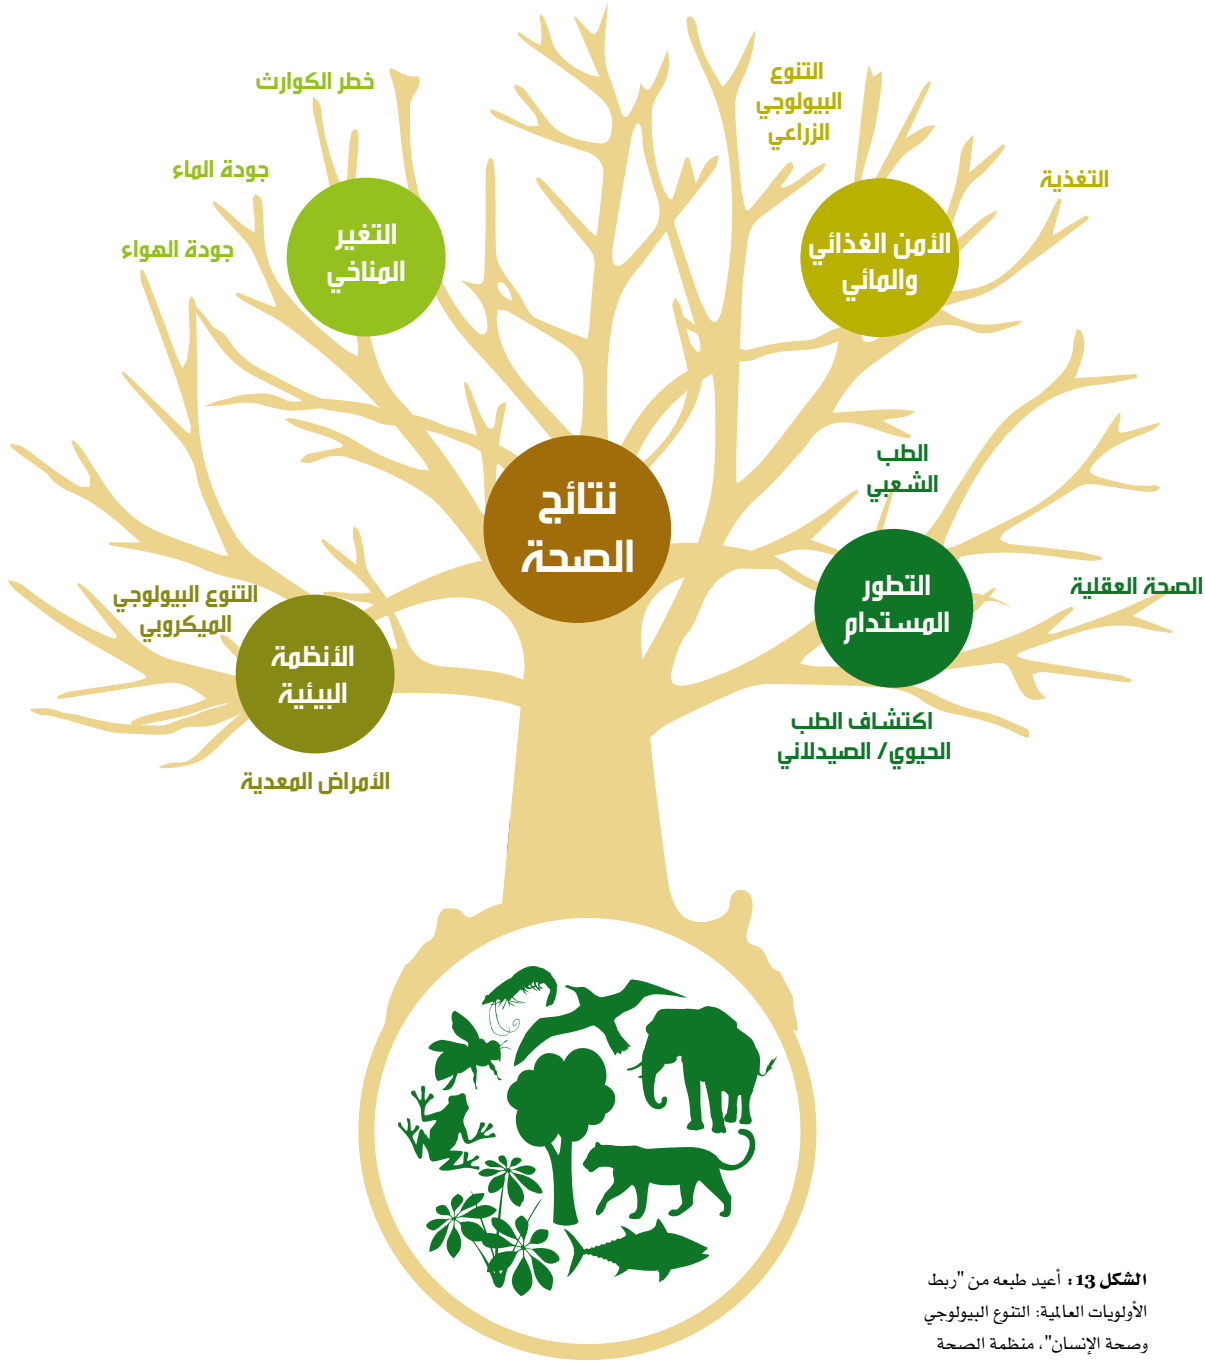 خطر الكوارث
جودة الماء
جودة الهواء
التغير
المناخي
التنوع
البيولوجي
الزراعي
التغذية
الأمن الغذائي
والمائي
نتائج
الصحة
الطب
الشعبي
التطور
المستدام
الصحة العقلية
اكتشاف الطب
الحيوي/ الصيدلاني
التنوع البيولوجي
الميكروبي
الأنظمة
البيئية
الأمراض المعدية
الشكل 13: أعيد طبعه من "ربط
الأولويات العالمية: التنوع البيولوجي
وصحة الإنسان"، منظمة الصحة